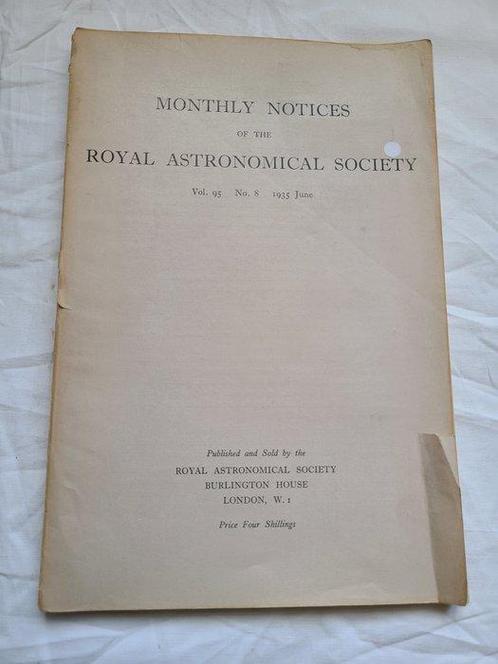 MONTHLY NOTICES
OF THE
ROYAL ASTRONOMICAL SOCIETY
Vol. 95 No. 8 1935 June
Published and Sold by the
ROYAL ASTRONOMICAL SOCIETY
BURLINGTON HOUSE
LONDON, W. 1
Price Four Shillings